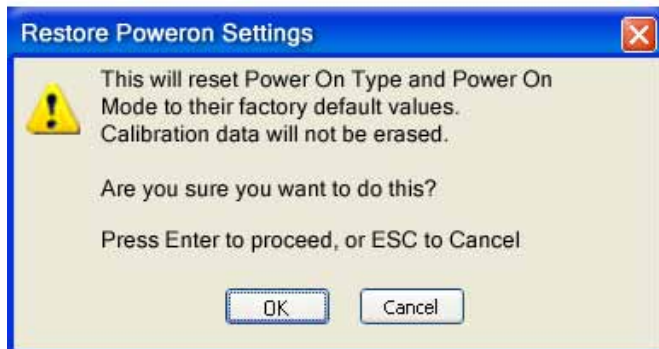 Restore Poweron Settings
This will reset Power On Type and Power On
Mode to their factory default values.
Calibration data will not be erased.
Are you sure you want to do this?
Press Enter to proceed, or ESC to Cancel
OK
Cancel